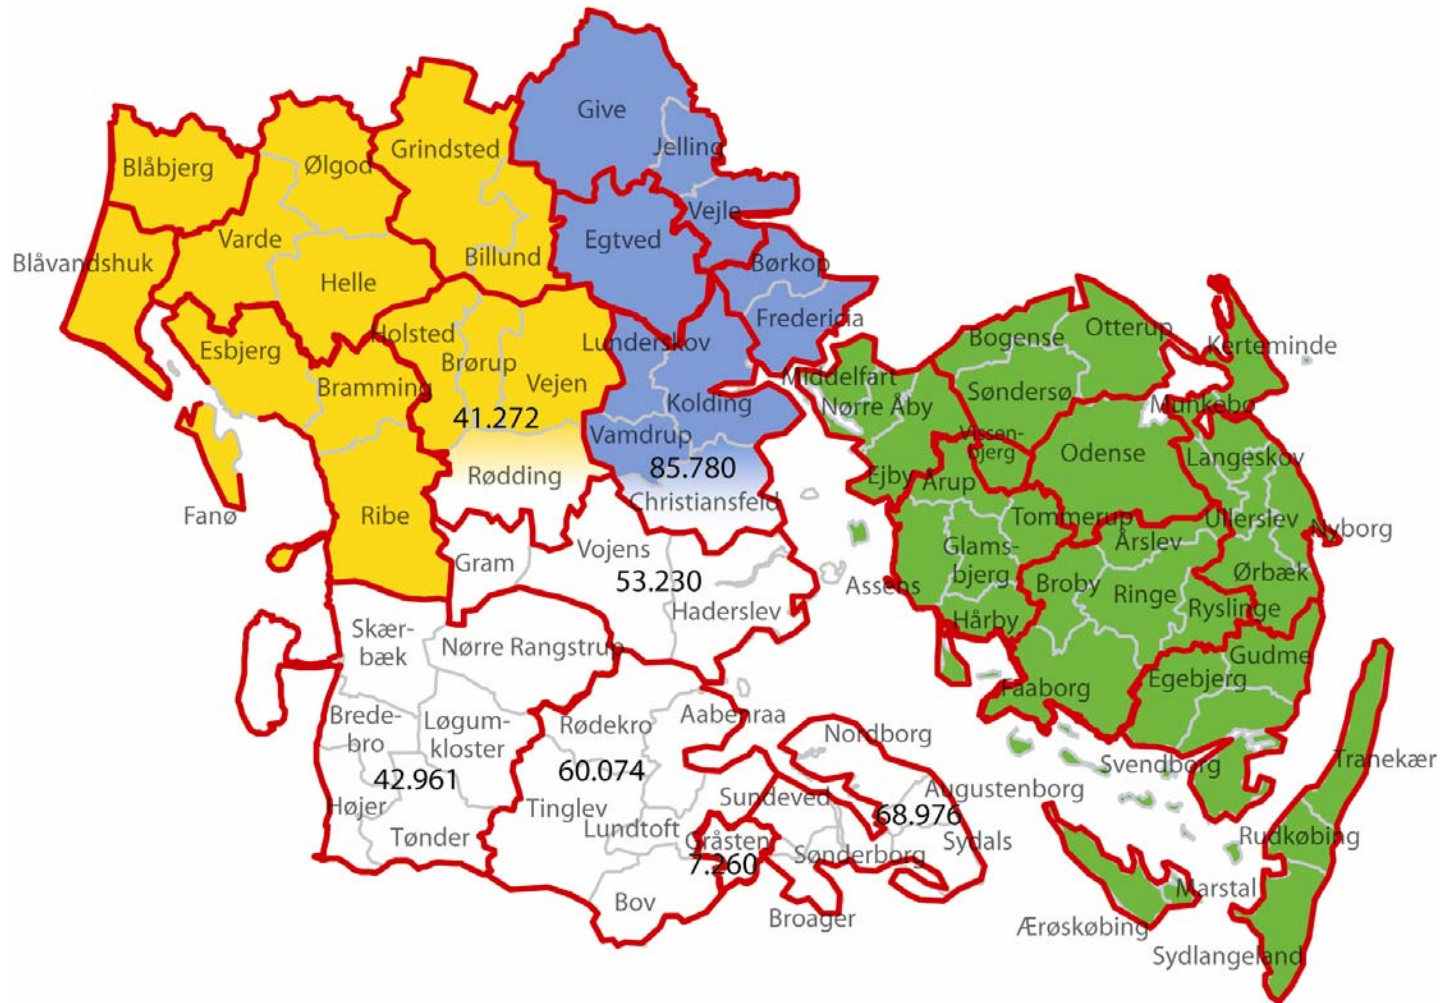 Give
Jelling
Grindsted
Ølgod
Blåbjerg
Vejle
Varde
Egtved
Billund
Børkop
Blåvandshuk
Helle
Fredericia
Otterup
Holsted
Lunderskov
Bogense
Esbjerg
Kerteminde
Brørup
Bramming
Vejen
Middelfart
Søndersø
Kolding
Nørre Åby
Munkebø
41.272
Vamdrup
Vissen-
bjerg
Odense
Langeskov
85.780
Rødding
Ejby
Årup
Christiansfeld
Fanø
Ribe
Tommerup
Ullerslev
Nyborg
Årslev
Vojens
Gram
Glams-
bjerg
53.230
Assens
Broby
Ringe
Ørbæk
Haderslev
Hårby
Ryslinge
Skær-
bæk
Nørre Rangstrup
Gudme
Egebjerg
Faaborg
Brede-
bro
Løgum-
kloster
Rødekro
Aabenraa
Nordborg
42.961
60.074
Svendborg
Tranekær
Augustenborg
Højer
Tinglev
Sundeved
68.976
Lundtoft
Tønder
Gråsten
Sønderborg
Sydals
Rudkøbing
7.260
Bov
Broager
Marstal
Ærøskøbing
Sydlangeland